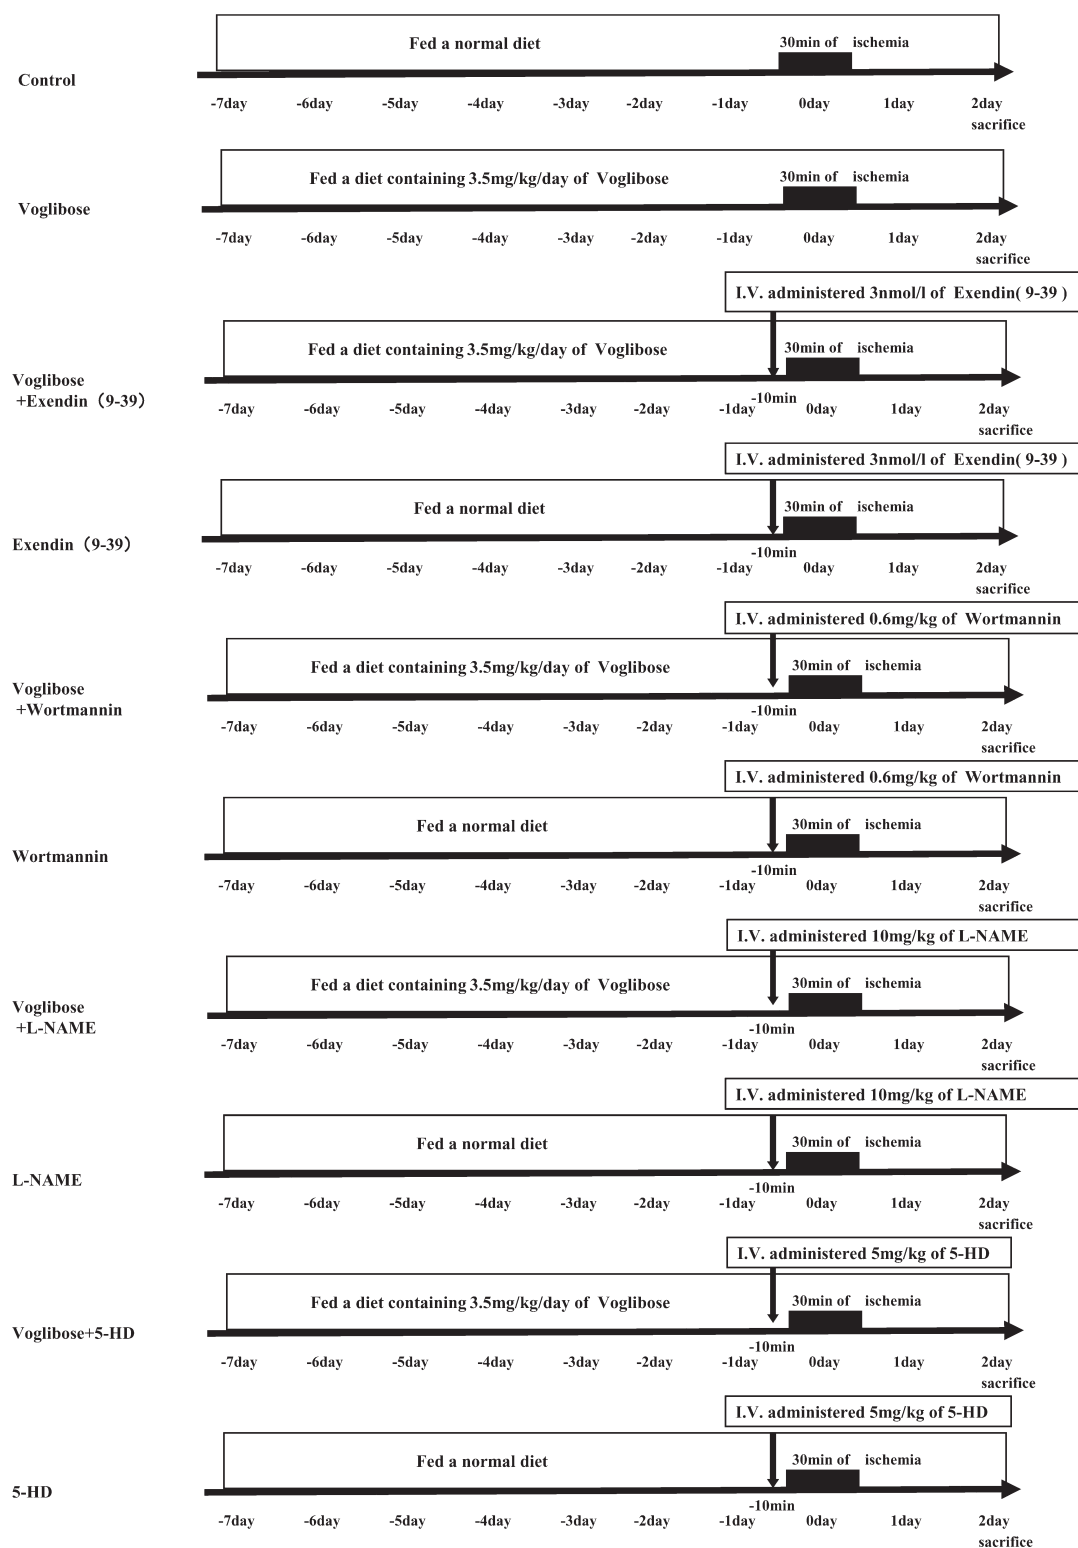 Fed a normal diet
30min of ischemia
Control
-7day -6day -5day -4day -3day -2day -1day 0day 1day 2day
sacrifice
Fed a diet containing 3.5mg/kg/day of Voglibose
30min of ischemia
Voglibose
-7day -6day -5day -4day -3day -2day -1day 0day 1day 2day
sacrifice
I.V. administered 3nmol/l of Exendin( 9-39 )
Fed a diet containing 3.5mg/kg/day of Voglibose
30min of ischemia
Voglibose
+Exendin（9-39）
-10min
-7day -6day -5day -4day -3day -2day -1day 0day 1day 2day
sacrifice
I.V. administered 3nmol/l of Exendin( 9-39 )
Fed a normal diet
30min of ischemia
Exendin（9-39）
-10min
-7day -6day -5day -4day -3day -2day -1day 0day 1day 2day
sacrifice
I.V. administered 0.6mg/kg of Wortmannin
Fed a diet containing 3.5mg/kg/day of Voglibose
30min of ischemia
Voglibose
+Wortmannin
-10min
-7day -6day -5day -4day -3day -2day -1day 0day 1day 2day
sacrifice
I.V. administered 0.6mg/kg of Wortmannin
Fed a normal diet
30min of ischemia
Wortmannin
-10min
-7day -6day -5day -4day -3day -2day -1day 0day 1day 2day
sacrifice
I.V. administered 10mg/kg of L-NAME
Fed a diet containing 3.5mg/kg/day of Voglibose
30min of ischemia
Voglibose
+L-NAME
-10min
-7day -6day -5day -4day -3day -2day -1day 0day 1day 2day
sacrifice
I.V. administered 10mg/kg of L-NAME
Fed a normal diet
30min of ischemia
L-NAME
-10min
-7day -6day -5day -4day -3day -2day -1day 0day 1day 2day
sacrifice
I.V. administered 5mg/kg of 5-HD
Fed a diet containing 3.5mg/kg/day of Voglibose
30min of ischemia
Voglibose+5-HD
-10min
-7day -6day -5day -4day -3day -2day -1day 0day 1day 2day
sacrifice
I.V. administered 5mg/kg of 5-HD
Fed a normal diet
30min of ischemia
5-HD
-10min
-7day -6day -5day -4day -3day -2day -1day 0day 1day 2day
sacrifice